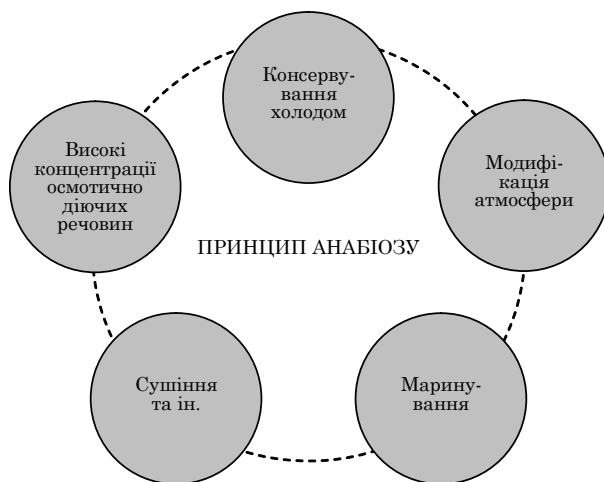 Консерву-
вання
холодом
Модифі-
кація
атмосфери
Марину-
вання
Сушіння
та ін.
Високі
концентрації
осмотично
діючих
речовин
ПРИНЦИП АНАБІОЗУ